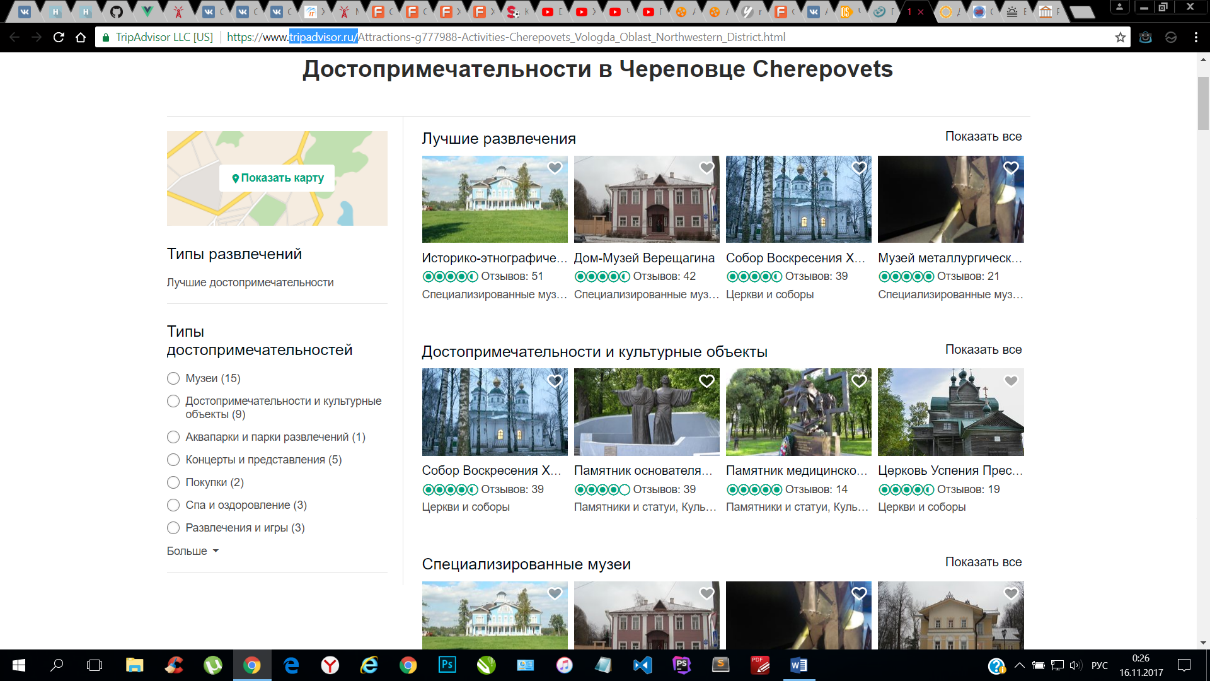 TripAdvisor LLC [US]
https://www.tripadvisor.ru/Attractions-g777988-Activities-Cherepovets_Vologda_Oblast_Northwestern_District.html
Достопримечательности в Череповце Cherepovets
Показать карту
Типы развлечений
Лучшие достопримечательности
Типы
достопримечательностей
Музеи (15)
Достопримечательности и культурные
объекты (9)
Аквапарки и парки развлечений (1)
Концерты и представления (5)
Покупки (2)
Спа и оздоровление (3)
Развлечения и игры (3)
Больше
Лучшие развлечения
Показать все
Историко-этнографиче...
Отзывов: 51
Специализированные муз...
Дом-Музей Верещагина
Отзывов: 42
Специализированные муз...
Собор Воскресения Х...
Отзывов: 39
Церкви и соборы
Музей металлургическ...
Отзывов: 21
Специализированные муз...
Достопримечательности и культурные объекты
Показать все
Собор Воскресения Х...
Отзывов: 39
Церкви и соборы
Памятник основателя...
Отзывов: 39
Памятники и статуи, Куль...
Памятник медицинско...
Отзывов: 14
Памятники и статуи, Куль...
Церковь Успения Прес...
Отзывов: 19
Церкви и соборы
Специализированные музеи
Показать все
РУС
0:26
16.11.2017